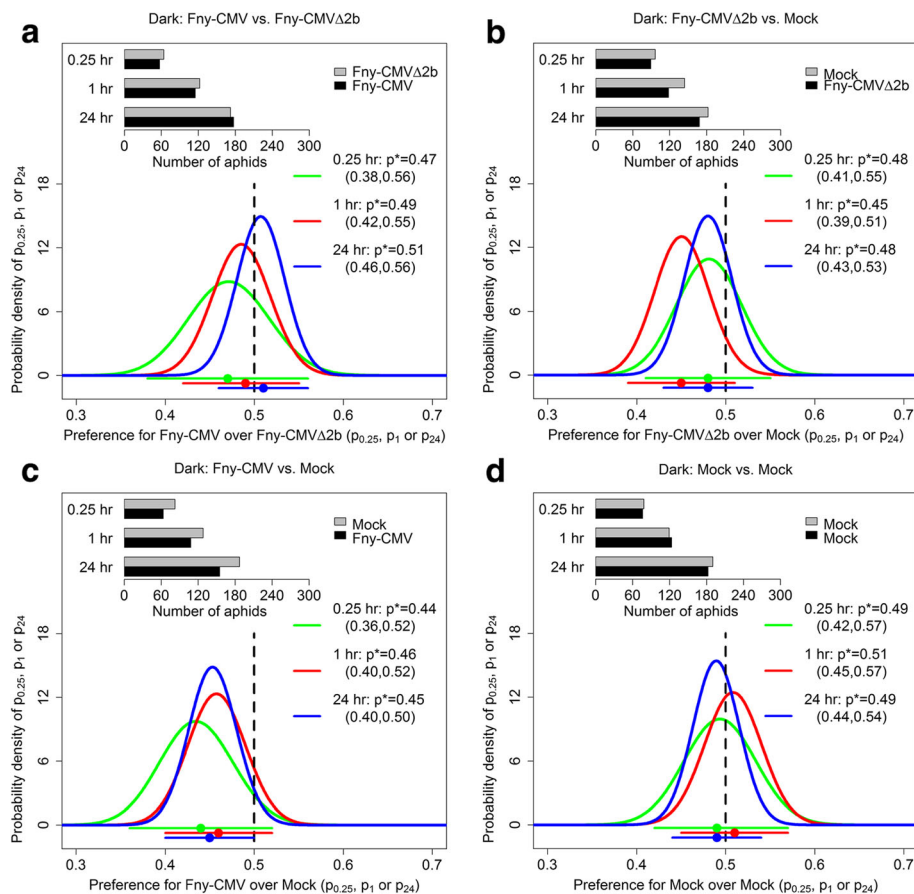 a
Dark: Fny-CMV vs. Fny-CMVΔ2b
0.25 hr
1 hr
24 hr
Fny-CMVΔ2b
Fny-CMV
0 60 120 180 240 300
Number of aphids
0.25 hr: p*=0.47
(0.38,0.56)
1 hr: p*=0.49
(0.42,0.55)
24 hr: p*=0.51
(0.46,0.56)
Probability density of p0.25, p1 or p24
18
12
6
0
0.3 0.4 0.5 0.6 0.7
Preference for Fny-CMV over Fny-CMVΔ2b (p0.25, p1 or p24)
b
Dark: Fny-CMVΔ2b vs. Mock
0.25 hr
1 hr
24 hr
Mock
Fny-CMVΔ2b
0 60 120 180 240 300
Number of aphids
0.25 hr: p*=0.48
(0.41,0.55)
1 hr: p*=0.45
(0.39,0.51)
24 hr: p*=0.48
(0.43,0.53)
Probability density of p0.25, p1 or p24
18
12
6
0
0.3 0.4 0.5 0.6 0.7
Preference for Fny-CMVΔ2b over Mock (p0.25, p1 or p24)
c
Dark: Fny-CMV vs. Mock
0.25 hr
1 hr
24 hr
Mock
Fny-CMV
0 60 120 180 240 300
Number of aphids
0.25 hr: p*=0.44
(0.36,0.52)
1 hr: p*=0.46
(0.40,0.52)
24 hr: p*=0.45
(0.40,0.50)
Probability density of p0.25, p1 or p24
18
12
6
0
0.3 0.4 0.5 0.6 0.7
Preference for Fny-CMV over Mock (p0.25, p1 or p24)
d
Dark: Mock vs. Mock
0.25 hr
1 hr
24 hr
Mock
Mock
0 60 120 180 240 300
Number of aphids
0.25 hr: p*=0.49
(0.42,0.57)
1 hr: p*=0.51
(0.45,0.57)
24 hr: p*=0.49
(0.44,0.54)
Probability density of p0.25, p1 or p24
18
12
6
0
0.3 0.4 0.5 0.6 0.7
Preference for Mock over Mock (p0.25, p1 or p24)